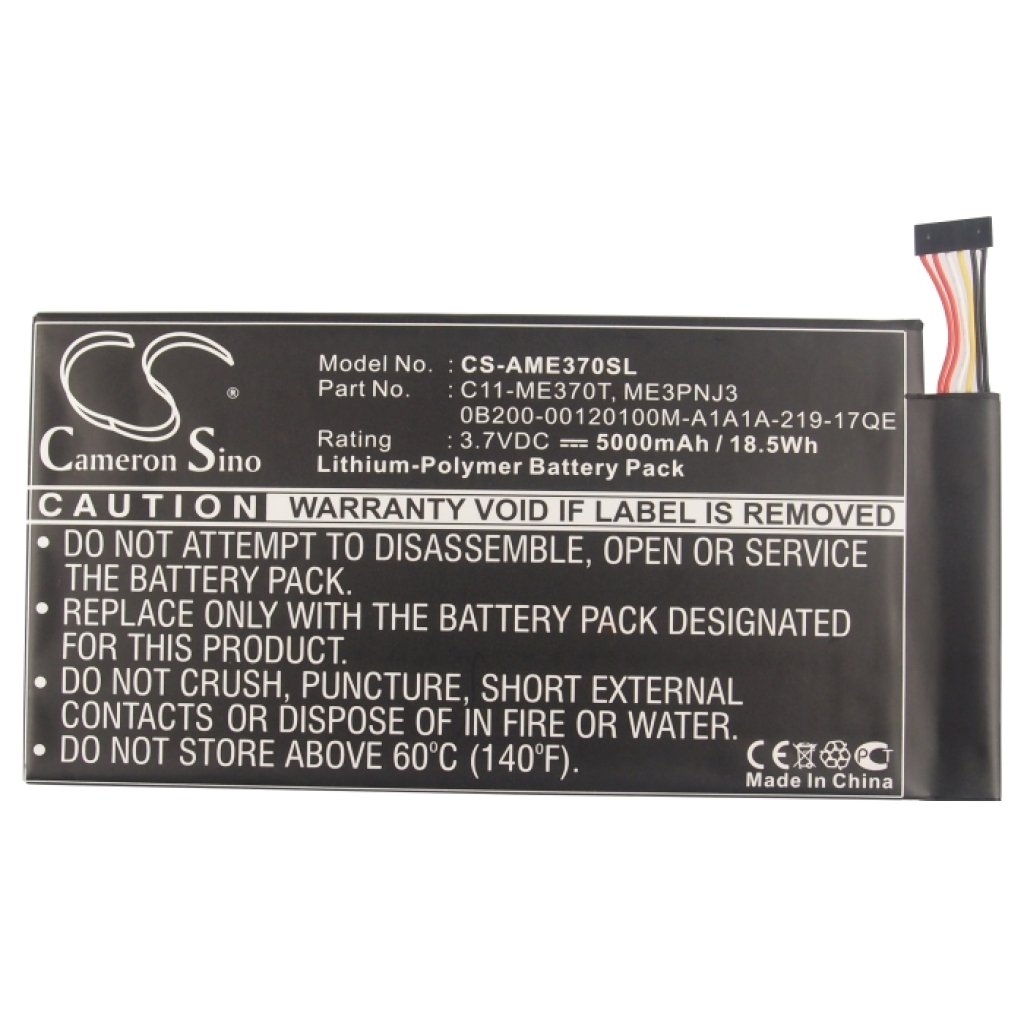 CS
®
Cameron Sino
Model No. : CS-AME370SL
Part No. : C11-ME370T, ME3PNJ3
0B200-00120100M-A1A1A-219-17QE
Rating : 3.7VDC ⎓ 5000mAh / 18.5Wh
Lithium-Polymer Battery Pack
CAUTION WARRANTY VOID IF LABEL IS REMOVED
• DO NOT ATTEMPT TO DISASSEMBLE, OPEN OR SERVICE
THE BATTERY PACK.
• REPLACE ONLY WITH THE BATTERY PACK DESIGNATED
FOR THIS PRODUCT.
• DO NOT CRUSH, PUNCTURE, SHORT EXTERNAL
CONTACTS OR DISPOSE OF IN FIRE OR WATER.
• DO NOT STORE ABOVE 60°C (140°F).
CE PCT
Made In China